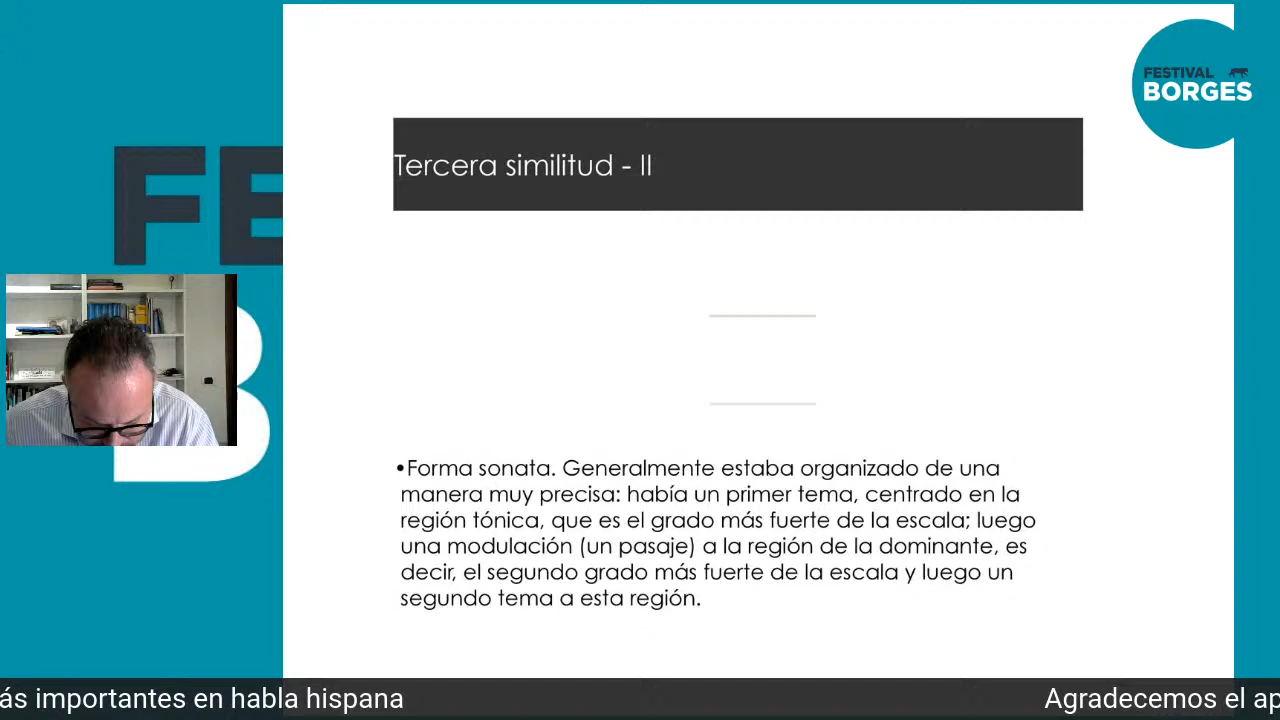 FESTIVAL
BORGES
Tercera similitud - II
FE
B
•Forma sonata. Generalmente estaba organizado de una
manera muy precisa: había un primer tema, centrado en la
región tónica, que es el grado más fuerte de la escala; luego
una modulación (un pasaje) a la región de la dominante, es
decir, el segundo grado más fuerte de la escala y luego un
segundo tema a esta región.
ás importantes en habla hispana
Agradecemos el ap